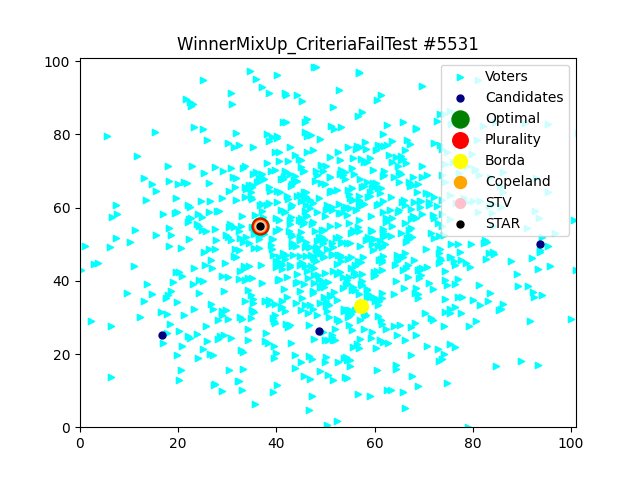 WinnerMixUp_CriteriaFailTest #5531
100
80
60
40
20
0
0
20
40
60
80
100
Voters
Candidates
Optimal
Plurality
Borda
Copeland
STV
STAR